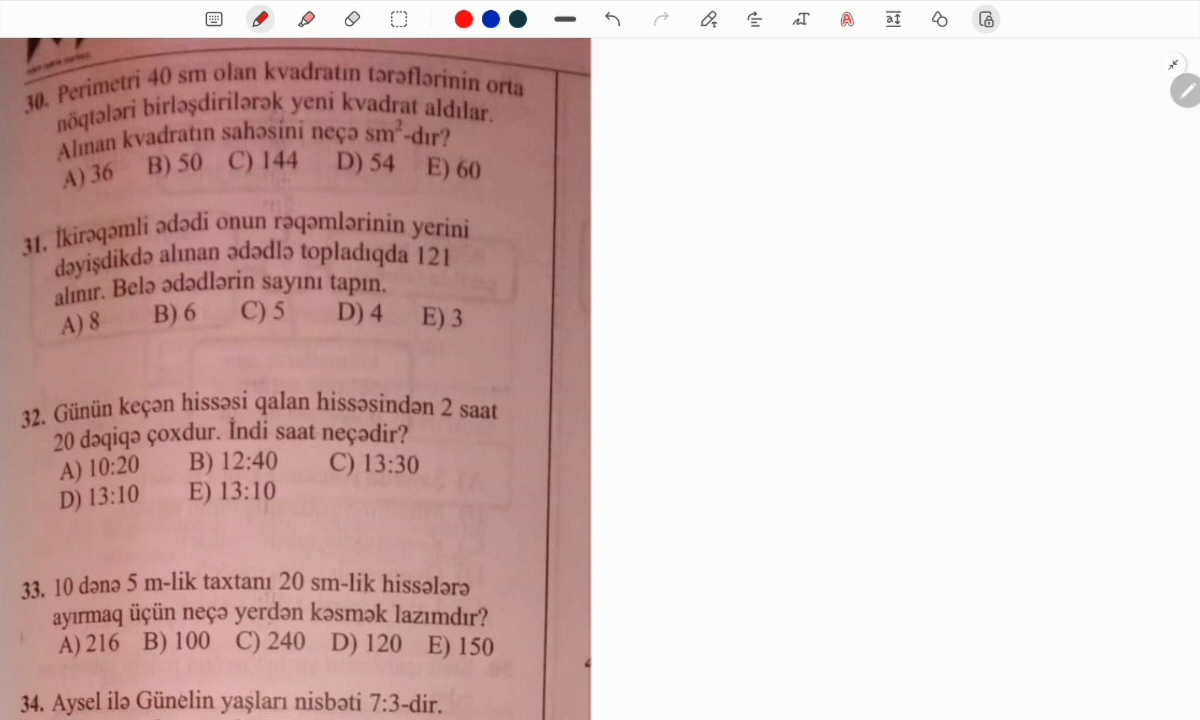 30. Perimetri 40 sm olan kvadratın tərəflərinin orta
nöqtələri birləşdirilərək yeni kvadrat aldılar.
Alınan kvadratın sahəsini neçə sm²-dır?
A) 36 B) 50 C) 144 D) 54 E) 60
31. İkirəqəmli ədədi onun rəqəmlərinin yerini
dəyişdikdə alınan ədədlə topladıqda 121
alınır. Belə ədədlərin sayını tapın.
A) 8 B) 6 C) 5 D) 4 E) 3
32. Günün keçən hissəsi qalan hissəsindən 2 saat
20 dəqiqə çoxdur. İndi saat neçədir?
A) 10:20 B) 12:40 C) 13:30
D) 13:10 E) 13:10
33. 10 dənə 5 m-lik taxtanı 20 sm-lik hissələrə
ayırmaq üçün neçə yerdən kəsmək lazımdır?
A) 216 B) 100 C) 240 D) 120 E) 150
34. Aysel ilə Günelin yaşları nisbəti 7:3-dir.